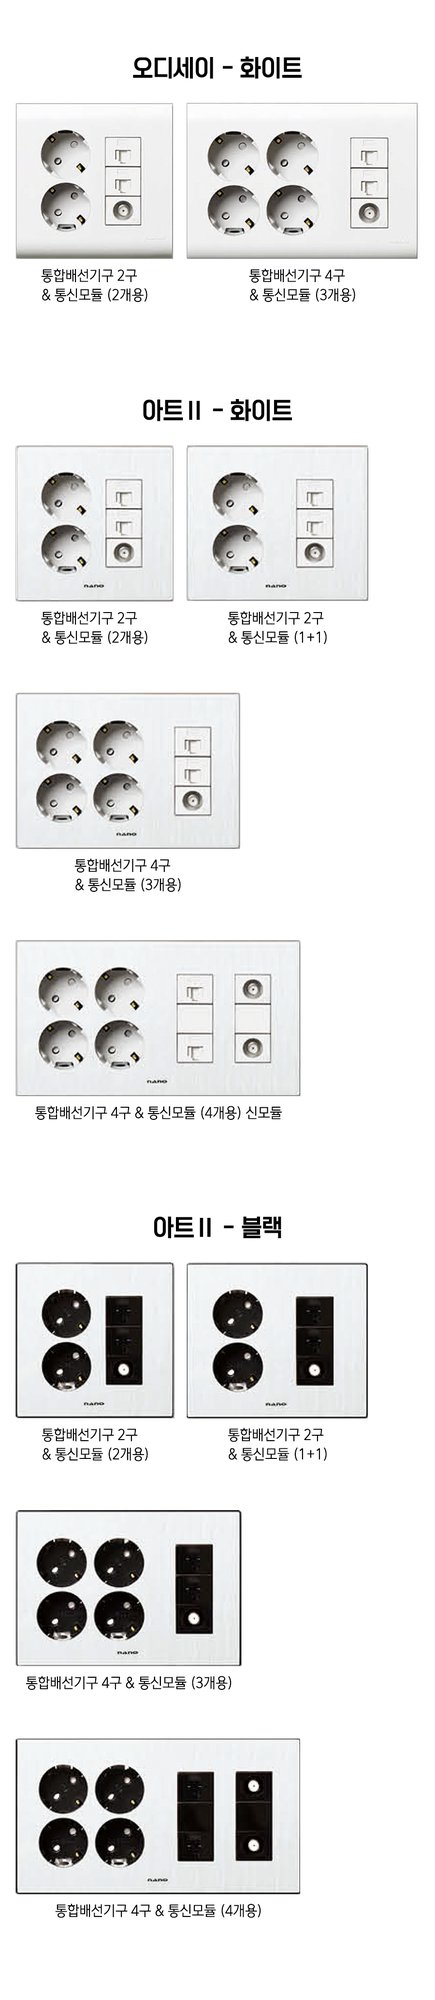 오디세이 - 화이트
통합배선기구 2구
& 통신모듈 (2개용)
통합배선기구 4구
& 통신모듈 (3개용)
아트Ⅱ - 화이트
nano
nano
통합배선기구 2구
& 통신모듈 (2개용)
통합배선기구 2구
& 통신모듈 (1+1)
nano
통합배선기구 4구
& 통신모듈 (3개용)
nano
통합배선기구 4구 & 통신모듈 (4개용) 신모듈
아트Ⅱ - 블랙
nano
nano
통합배선기구 2구
& 통신모듈 (2개용)
통합배선기구 2구
& 통신모듈 (1+1)
nano
통합배선기구 4구 & 통신모듈 (3개용)
nano
통합배선기구 4구 & 통신모듈 (4개용)